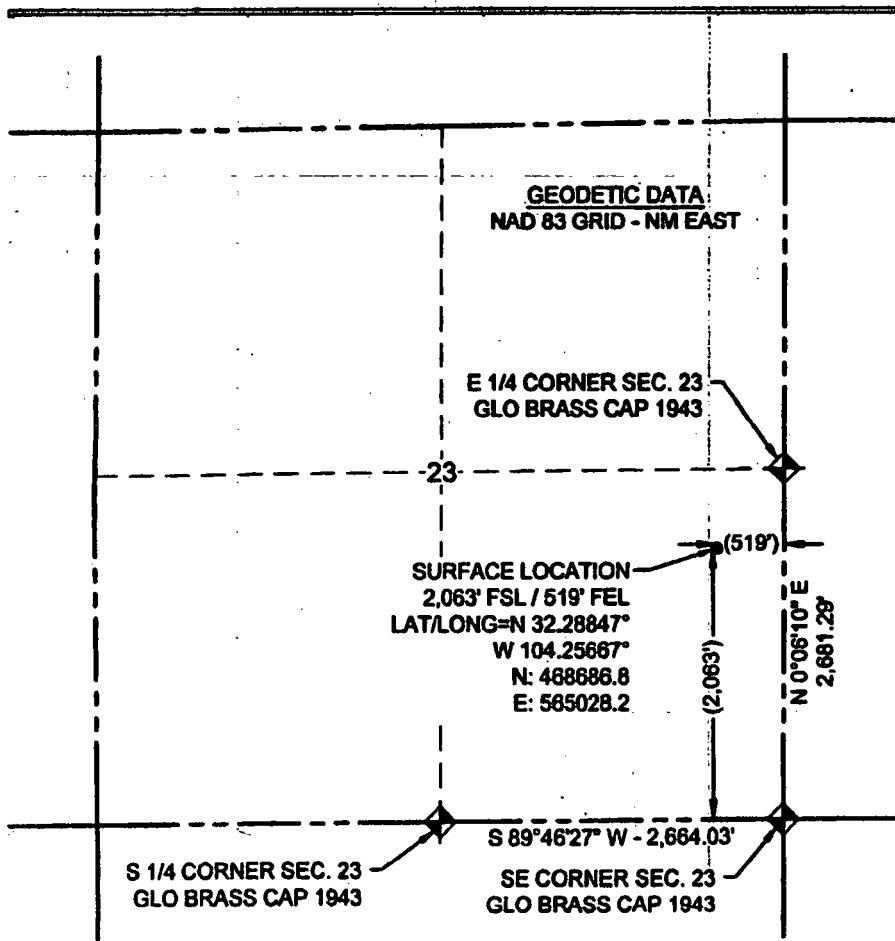 GEODETIC DATA
NAD 83 GRID - NM EAST
E 1/4 CORNER SEC. 23
GLO BRASS CAP 1943
23
(519')
SURFACE LOCATION
2,063' FSL / 519' FEL
LAT/LONG=N 32.28847°
W 104.25667°
N: 468686.8
E: 565028.2
(2,063')
N 0°06'10" E
2,681.29'
S 89°46'27" W - 2,664.03'
S 1/4 CORNER SEC. 23
GLO BRASS CAP 1943
SE CORNER SEC. 23
GLO BRASS CAP 1943